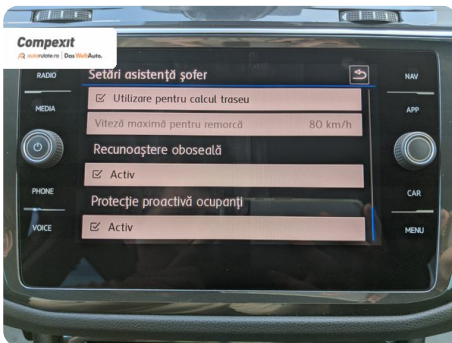 Compexit
autorulate.ro | Das WeltAuto.
RADIO
MEDIA
PHONE
VOICE
Setări asistență șofer
Utilizare pentru calcul traseu
Viteză maximă pentru remorcă 80 km/h
Recunoaștere oboseală
Activ
Protecție proactivă ocupanți
Activ
NAV
APP
CAR
MENU